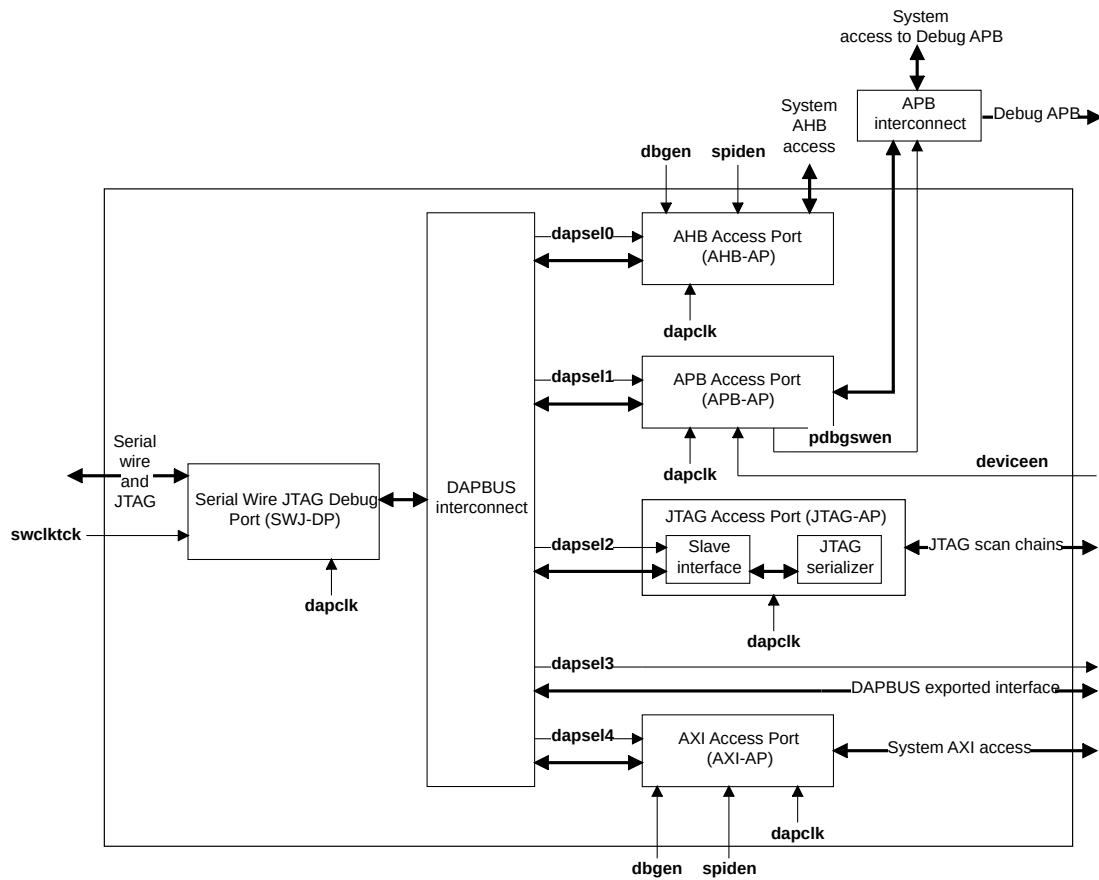 System
access to Debug APB
APB
interconnect
Debug APB
System
AHB
access
dbgen
spiden
dapsel0
AHB Access Port
(AHB-AP)
dapclk
dapsel1
APB Access Port
(APB-AP)
pdbgswen
dapclk
deviceen
Serial
wire
and
JTAG
Serial Wire JTAG Debug
Port (SWJ-DP)
swclktck
dapclk
DAPBUS
interconnect
JTAG Access Port (JTAG-AP)
dapsel2
Slave
interface
JTAG
serializer
JTAG scan chains
dapclk
dapsel3
DAPBUS exported interface
dapsel4
AXI Access Port
(AXI-AP)
System AXI access
dapclk
dbgen
spiden